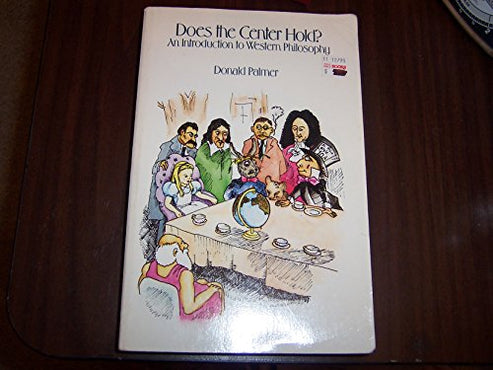 Does the Center Hold?
An Introduction to Western Philosophy
Donald Palmer